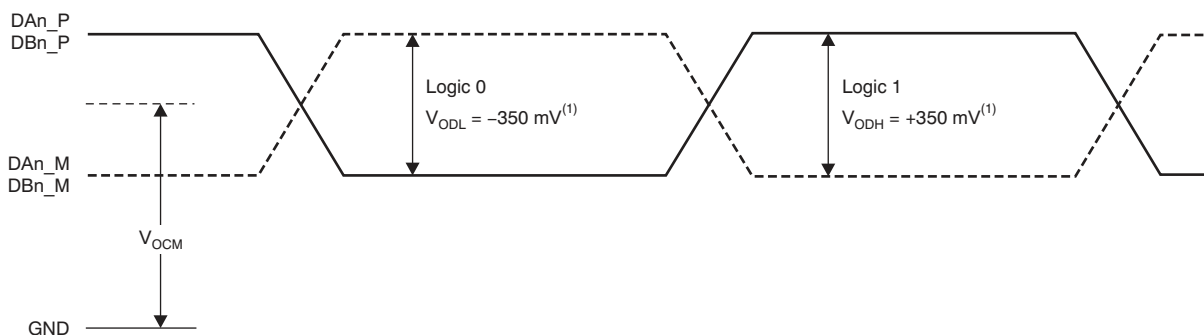 DAn_P
DBn_P
Logic 0
V_ODL = −350 mV(1)
Logic 1
V_ODH = +350 mV(1)
DAn_M
DBn_M
V_OCM
GND